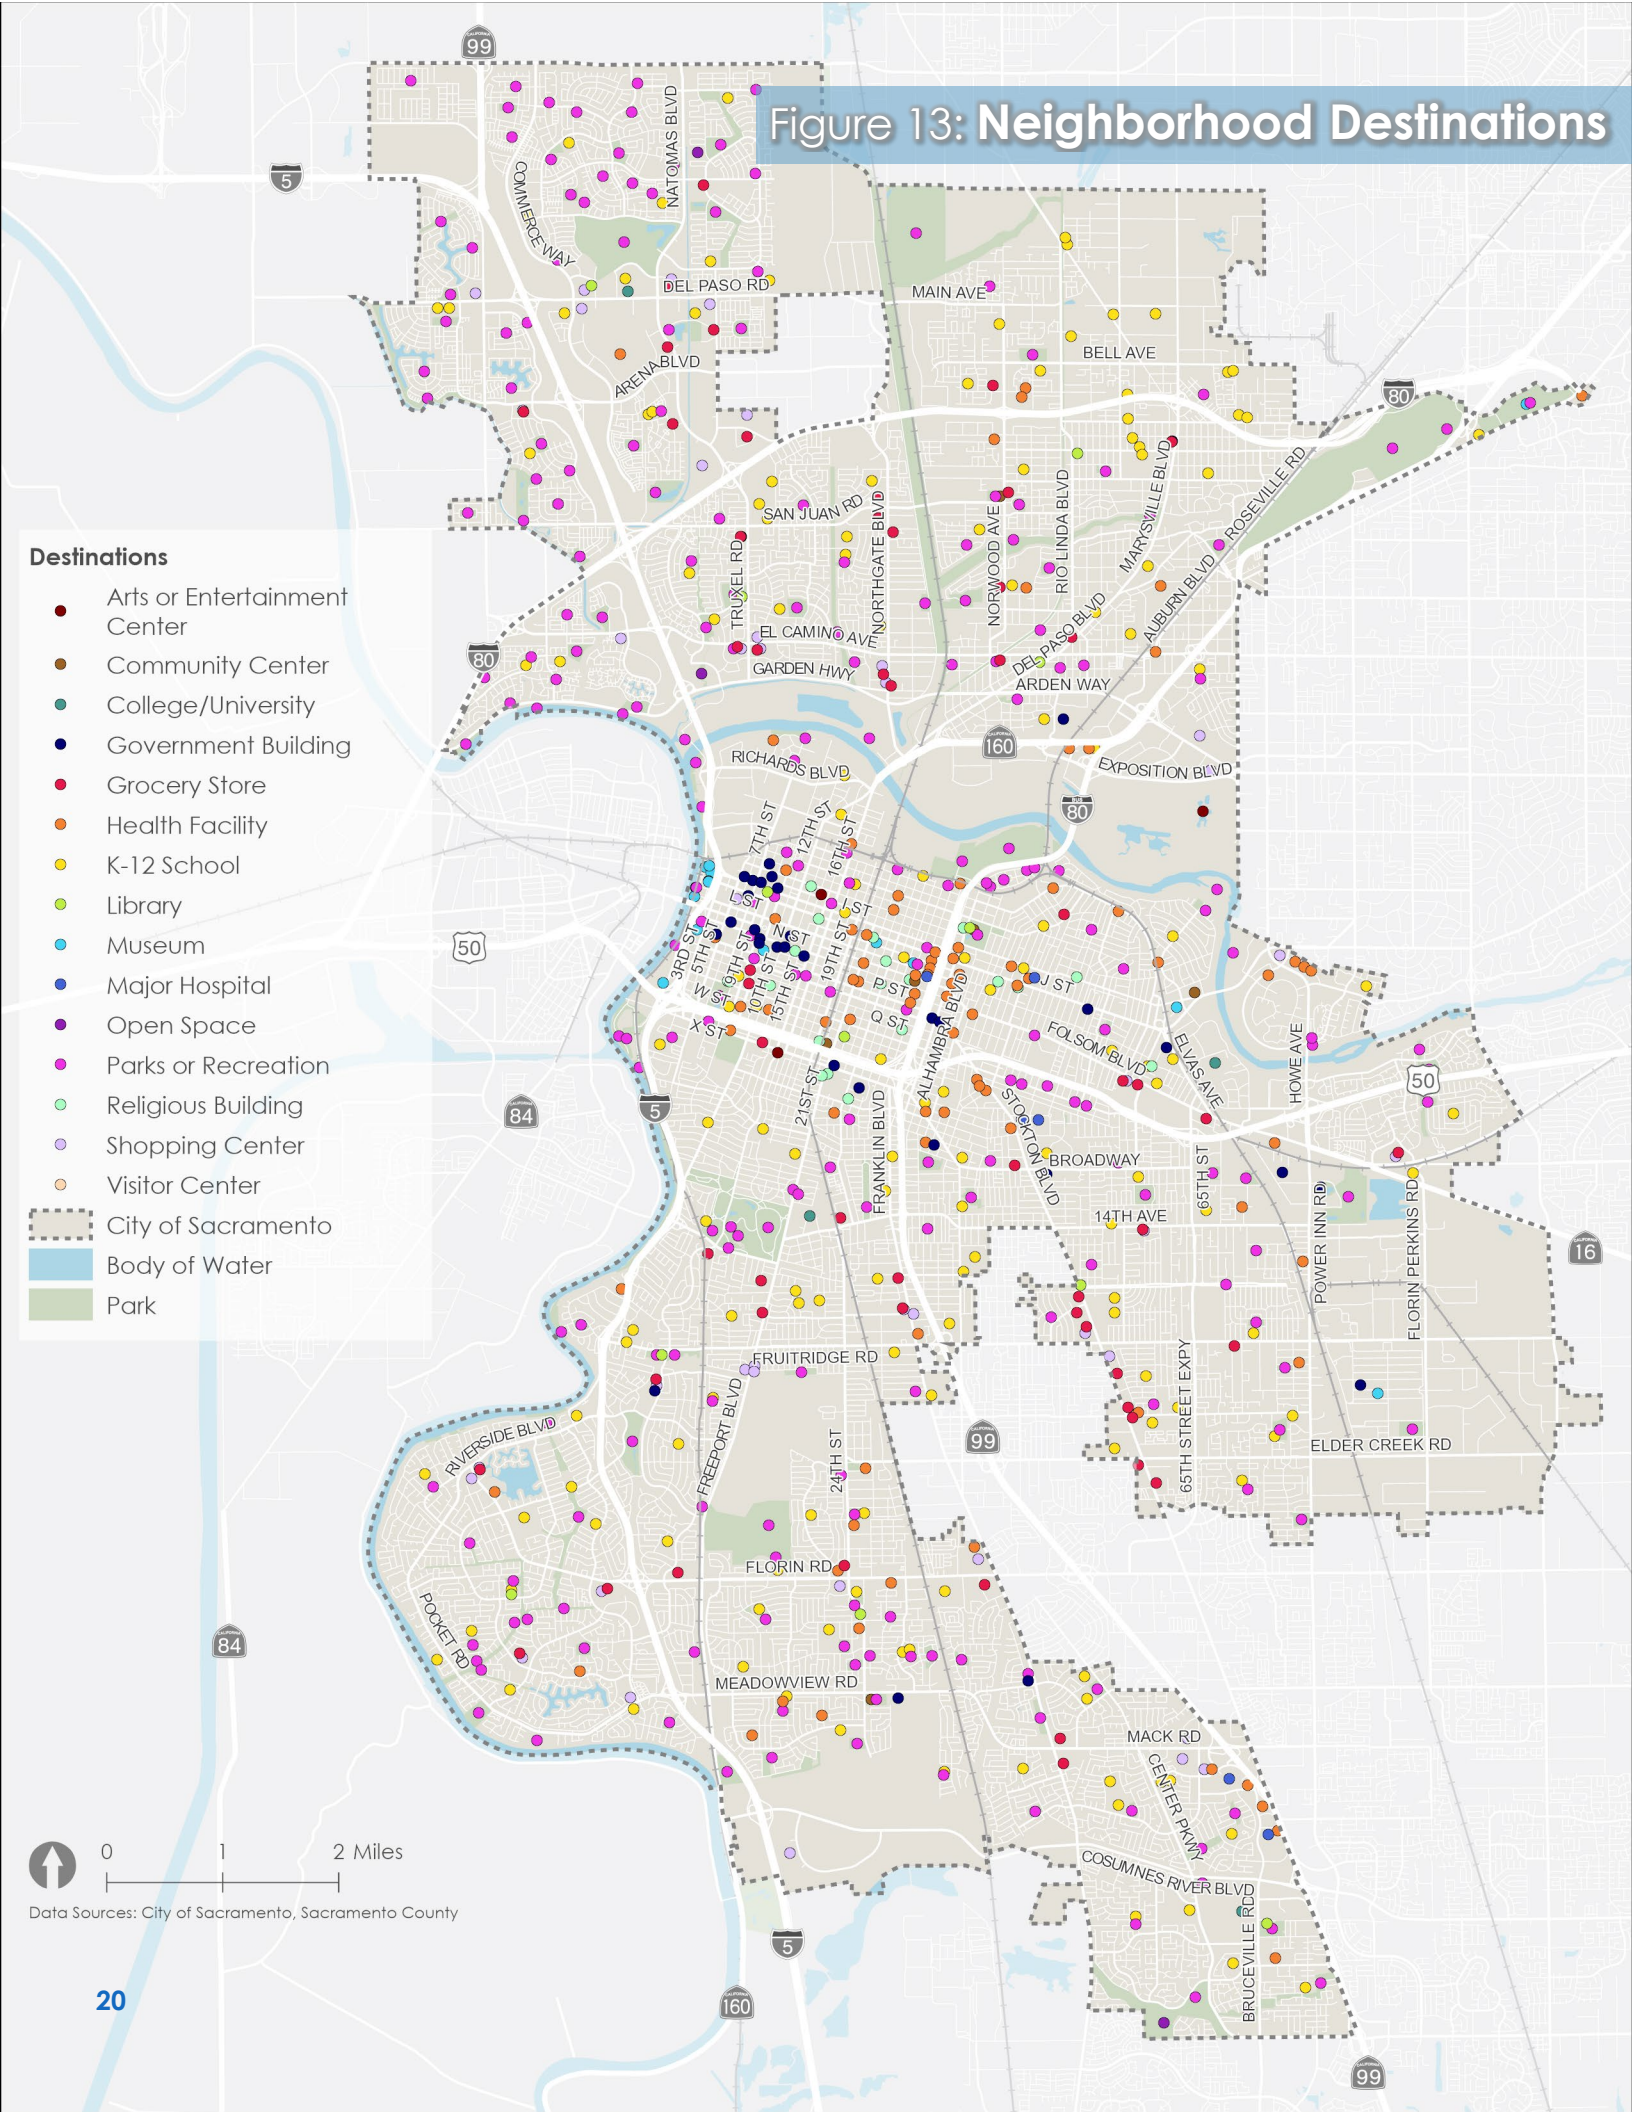 CALIFORNIA
99
Figure 13: Neighborhood Destinations
5
NATOMAS BLVD
COMMERCE WAY
DEL PASO RD
MAIN AVE
BELL AVE
ARENA BLVD
80
SAN JUAN RD
NORTHGATE BLVD
TRUXEL RD
NORWOOD AVE
RIO LINDA BLVD
MARYSVILLE BLVD
ROSEVILLE RD
AUBURN BLVD
DEL PASO BLVD
EL CAMINO AVE
GARDEN HWY
ARDEN WAY
80
CALIFORNIA
160
RICHARDS BLVD
EXPOSITION BLVD
BUS
80
7TH ST
12TH ST
16TH ST
I ST
L ST
N ST
3RD ST
5TH ST
9TH ST
10TH ST
15TH ST
19TH ST
P ST
Q ST
J ST
W ST
X ST
50
ALHAMBRA BLVD
FOLSOM BLVD
ELVAS AVE
HOWE AVE
50
21ST ST
STOCKTON BLVD
FRANKLIN BLVD
BROADWAY
65TH ST
14TH AVE
POWER INN RD
FLORIN PERKINS RD
CALIFORNIA
84
5
CALIFORNIA
16
Destinations
Arts or Entertainment
Center
Community Center
College/University
Government Building
Grocery Store
Health Facility
K-12 School
Library
Museum
Major Hospital
Open Space
Parks or Recreation
Religious Building
Shopping Center
Visitor Center
City of Sacramento
Body of Water
Park
FRUITRIDGE RD
FREEPORT BLVD
65TH STREET EXPY
ELDER CREEK RD
RIVERSIDE BLVD
24TH ST
CALIFORNIA
99
FLORIN RD
POCKET RD
CALIFORNIA
84
MEADOWVIEW RD
MACK RD
CENTER PKWY
COSUMNES RIVER BLVD
BRUCEVILLE RD
0 1 2 Miles
Data Sources: City of Sacramento, Sacramento County
5
20
CALIFORNIA
160
CALIFORNIA
99